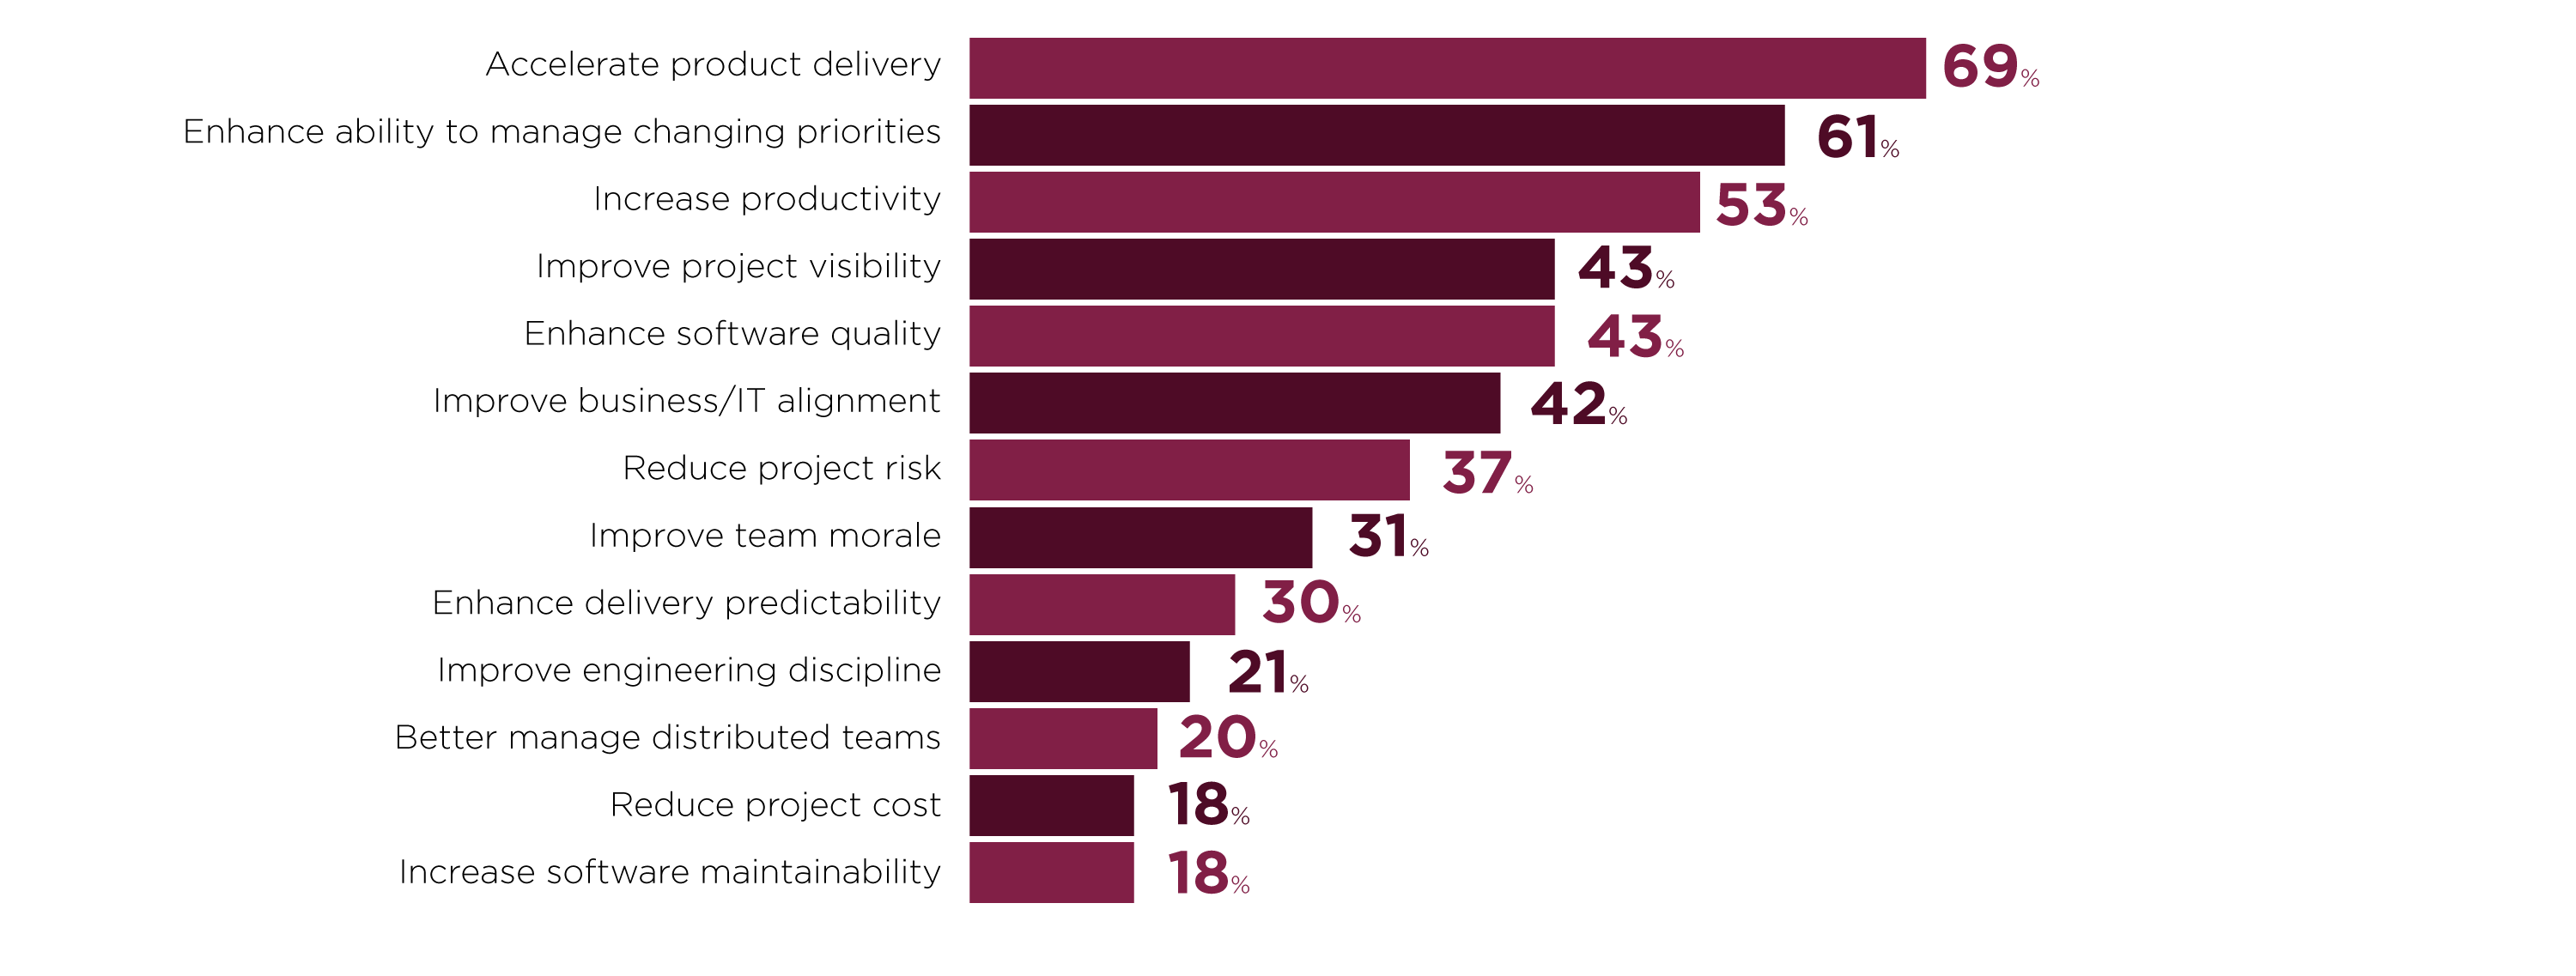 Accelerate product delivery 69%
Enhance ability to manage changing priorities 61%
Increase productivity 53%
Improve project visibility 43%
Enhance software quality 43%
Improve business/IT alignment 42%
Reduce project risk 37%
Improve team morale 31%
Enhance delivery predictability 30%
Improve engineering discipline 21%
Better manage distributed teams 20%
Reduce project cost 18%
Increase software maintainability 18%